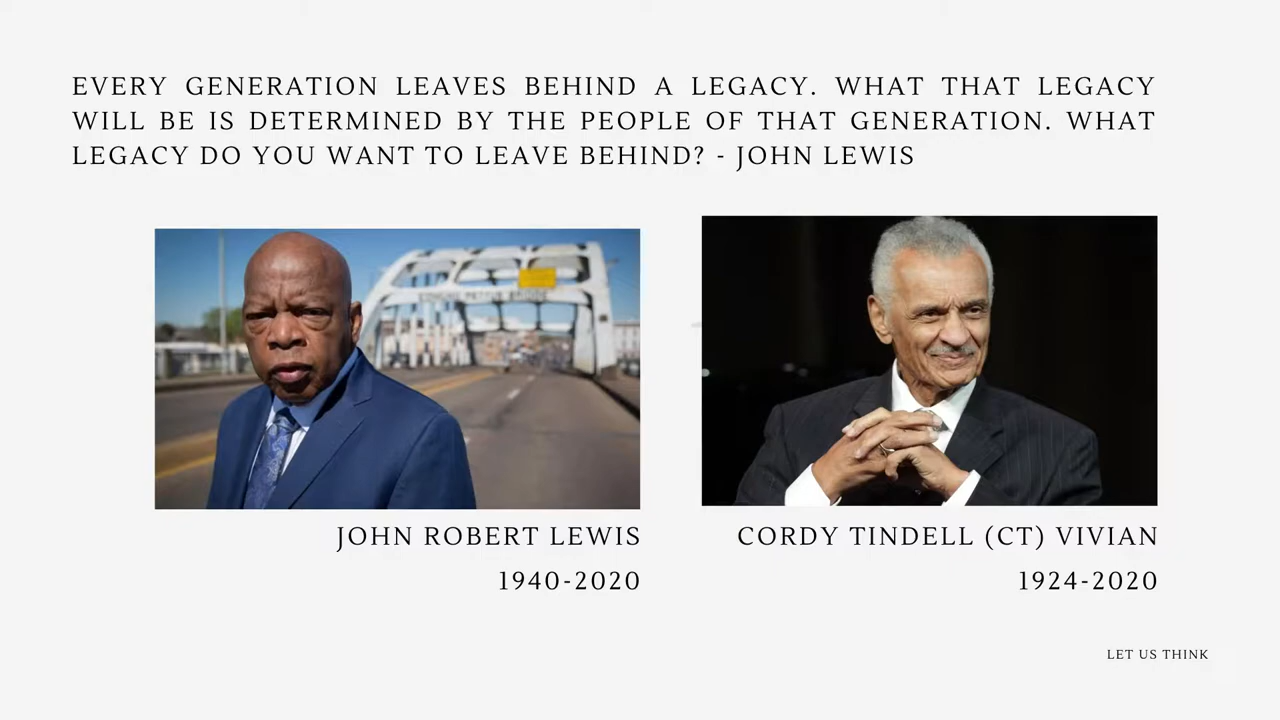 EVERY GENERATION LEAVES BEHIND A LEGACY. WHAT THAT LEGACY
WILL BE IS DETERMINED BY THE PEOPLE OF THAT GENERATION. WHAT
LEGACY DO YOU WANT TO LEAVE BEHIND? - JOHN LEWIS
JOHN ROBERT LEWIS
1940-2020
CORDY TINDELL (CT) VIVIAN
1924-2020
LET US THINK